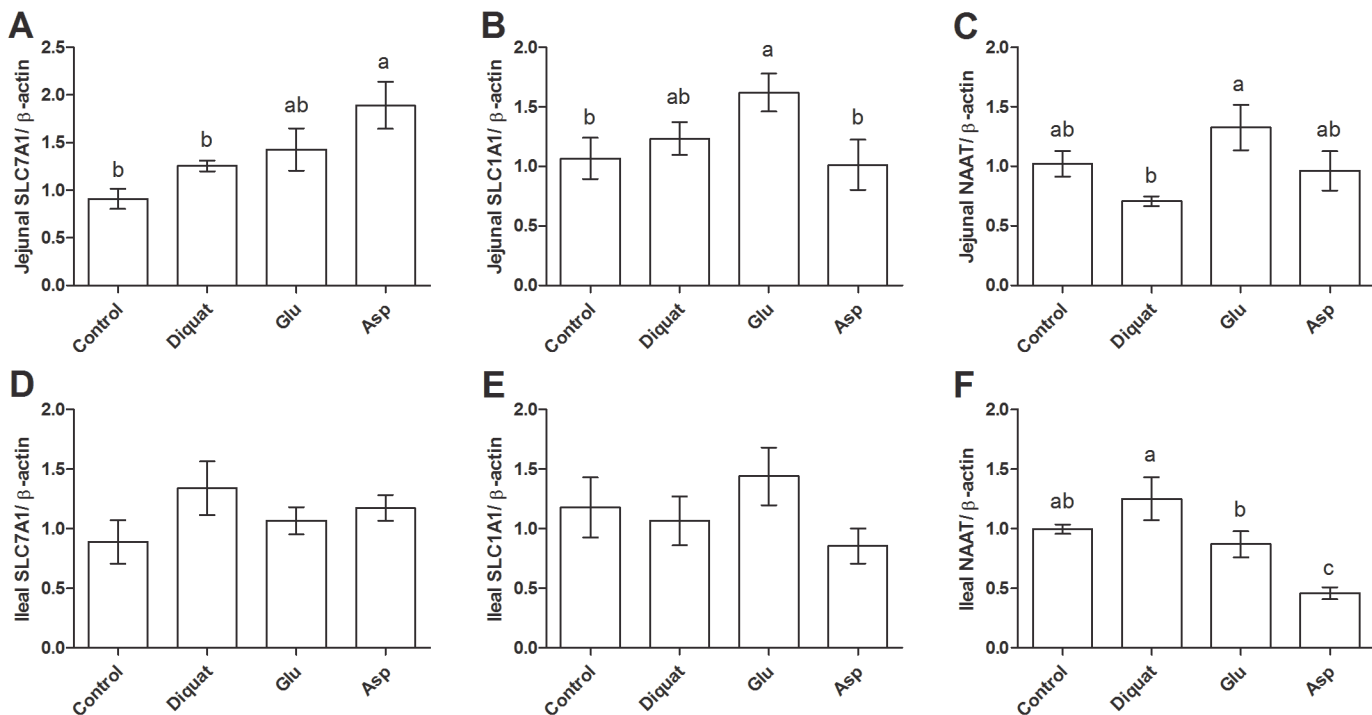 A
Jejunal SLC7A1/ β-actin
2.5
2.0
1.5
1.0
0.5
0.0
b
b
ab
a
Control
Diquat
Glu
Asp
B
Jejunal SLC1A1/ β-actin
2.0
1.5
1.0
0.5
0.0
b
ab
a
b
Control
Diquat
Glu
Asp
C
Jejunal NAAT/ β-actin
2.0
1.5
1.0
0.5
0.0
ab
b
a
ab
Control
Diquat
Glu
Asp
D
Ileal SLC7A1/ β-actin
2.0
1.5
1.0
0.5
0.0
Control
Diquat
Glu
Asp
E
Ileal SLC1A1/ β-actin
2.0
1.5
1.0
0.5
0.0
Control
Diquat
Glu
Asp
F
Ileal NAAT/ β-actin
2.0
1.5
1.0
0.5
0.0
ab
a
b
c
Control
Diquat
Glu
Asp